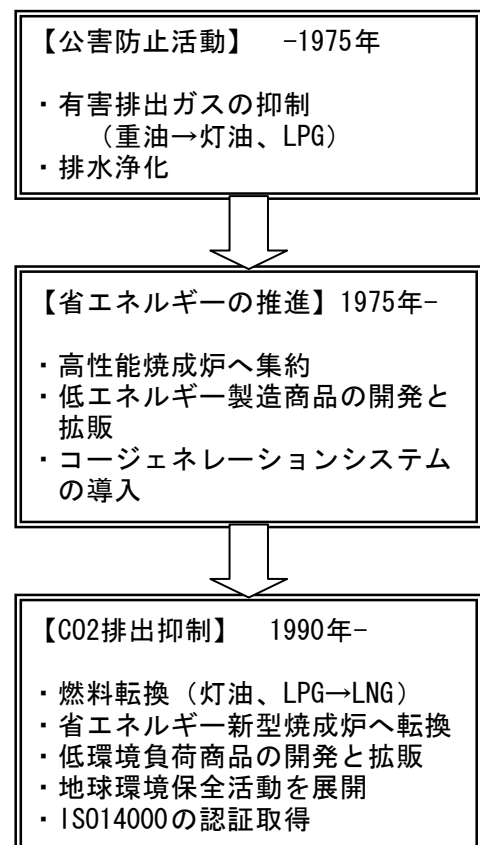 【公害防止活動】 -1975年
・有害排出ガスの抑制
（重油→灯油、LPG）
・排水浄化
【省エネルギーの推進】1975年-
・高性能焼成炉へ集約
・低エネルギー製造商品の開発と
拡販
・コージェネレーションシステム
の導入
【CO2排出抑制】 1990年-
・燃料転換（灯油、LPG→LNG）
・省エネルギー新型焼成炉へ転換
・低環境負荷商品の開発と拡販
・地球環境保全活動を展開
・ISO14000の認証取得